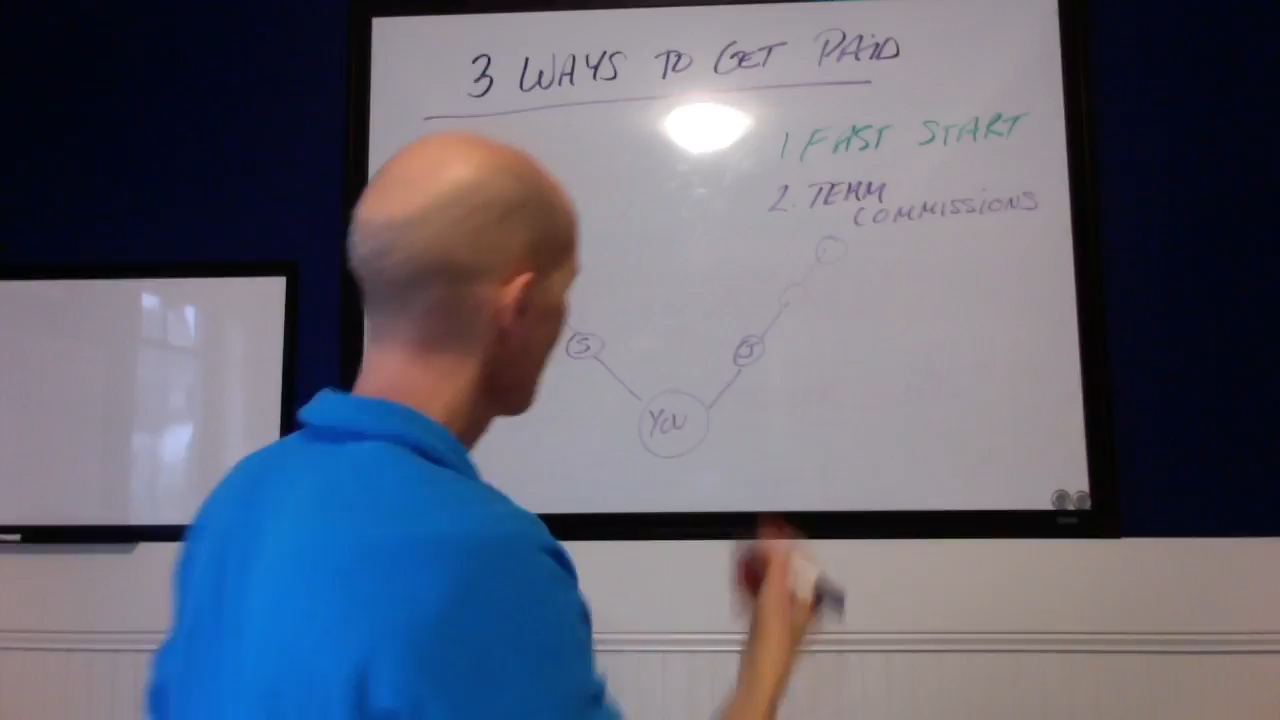 3 WAYS TO GET PAiD
1 FAST START
2. TEAM
COMMISSIONS
S
S
YOU